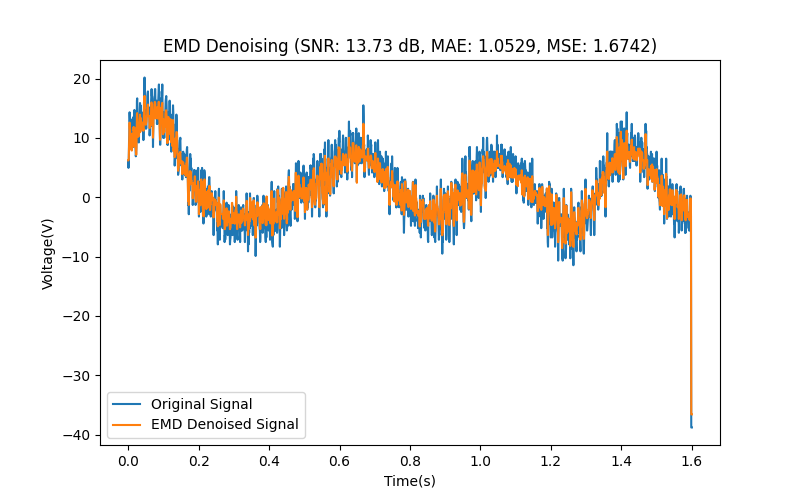 EMD Denoising (SNR: 13.73 dB, MAE: 1.0529, MSE: 1.6742)
20
10
0
−10
−20
−30
−40
Voltage(V)
Original Signal
EMD Denoised Signal
0.0 0.2 0.4 0.6 0.8 1.0 1.2 1.4 1.6
Time(s)